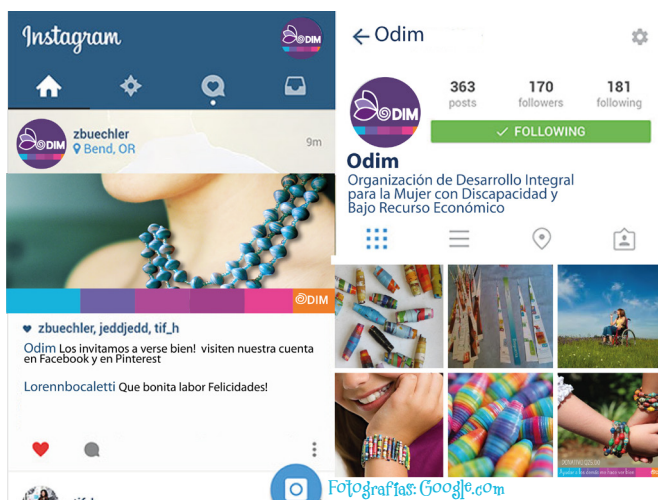 Instagram
ODIM
ODIM
zbuechler
Bend, OR
9m
ODIM
zbuechler, jeddjedd, tif_h
Odim Los invitamos a verse bien! visiten nuestra cuenta
en Facebook y en Pinterest
Lorennbocaletti Que bonita labor Felicidades!
Odim
363
posts
170
followers
181
following
ODIM
FOLLOWING
Odim
Organización de Desarrollo Integral
para la Mujer con Discapacidad y
Bajo Recurso Económico
Fotografías: Google.com